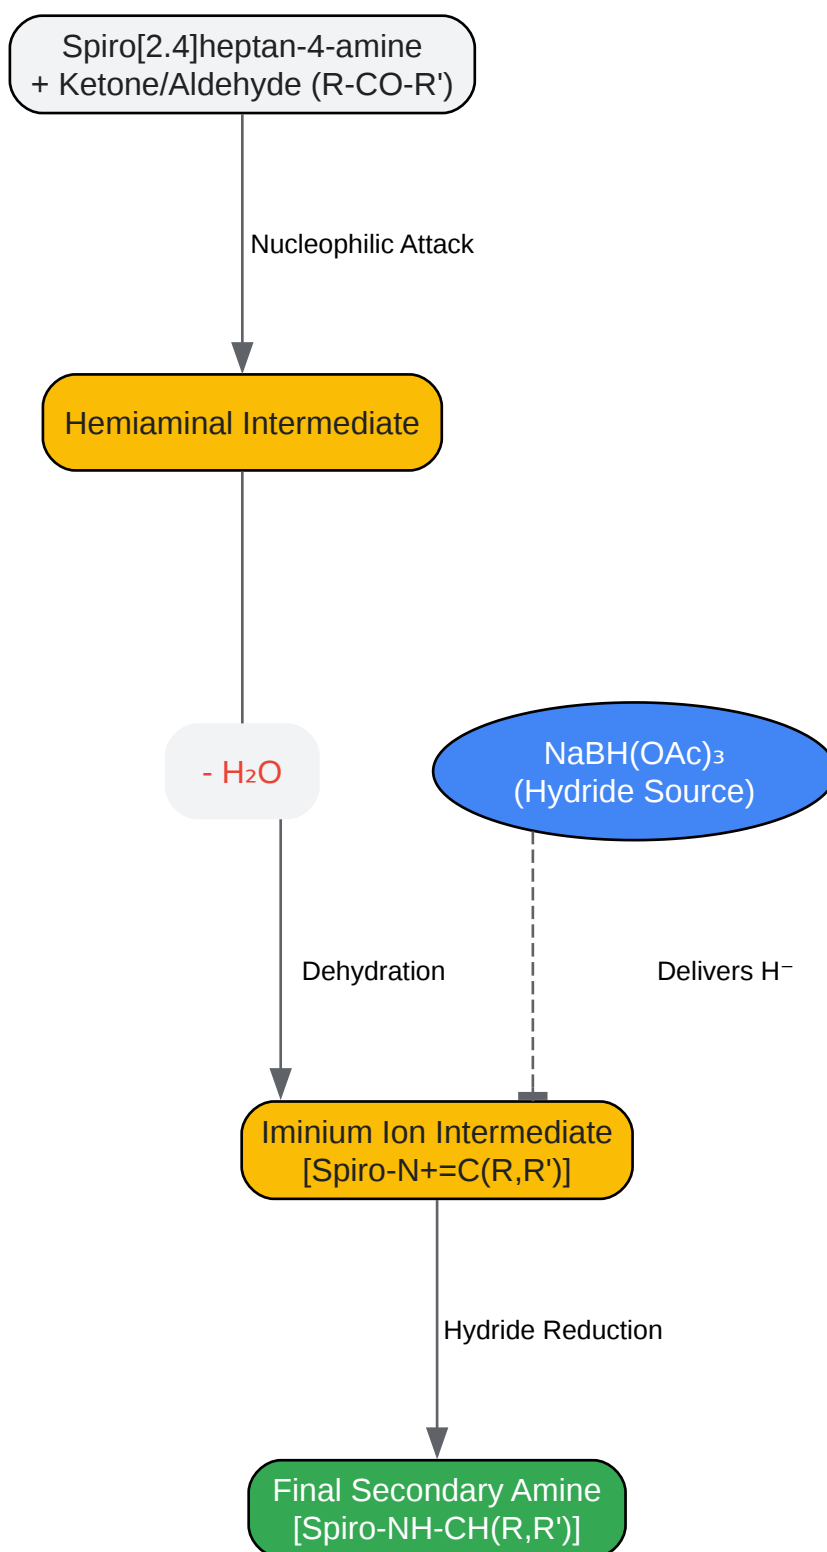 Spiro[2.4]heptan-4-amine
+ Ketone/Aldehyde (R-CO-R')
Nucleophilic Attack
Hemiaminal Intermediate
- H₂O
NaBH(OAc)₃
(Hydride Source)
Dehydration
Delivers H⁻
Iminium Ion Intermediate
[Spiro-N+=C(R,R')]
Hydride Reduction
Final Secondary Amine
[Spiro-NH-CH(R,R')]